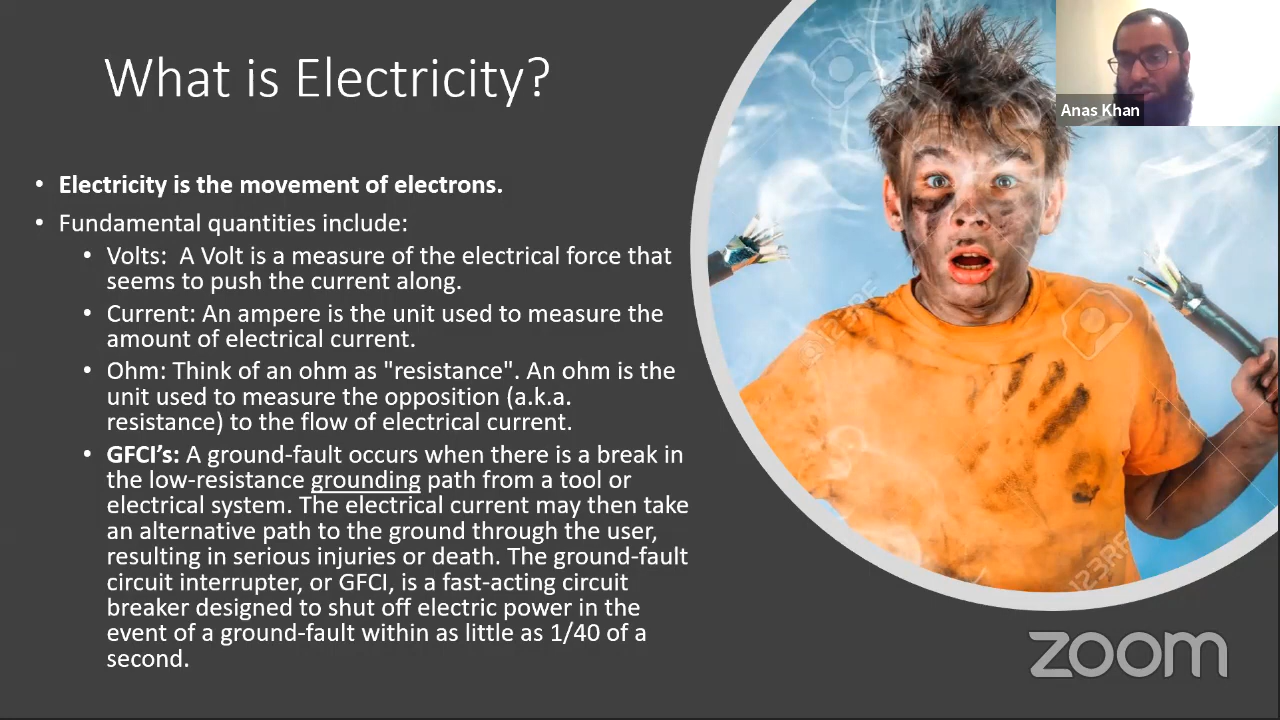 What is Electricity?
Anas Khan
• Electricity is the movement of electrons.
• Fundamental quantities include:
• Volts:  A Volt is a measure of the electrical force that
seems to push the current along.
• Current: An ampere is the unit used to measure the
amount of electrical current.
• Ohm: Think of an ohm as "resistance". An ohm is the
unit used to measure the opposition (a.k.a.
resistance) to the flow of electrical current.
• GFCI’s: A ground-fault occurs when there is a break in
the low-resistance grounding path from a tool or
electrical system. The electrical current may then take
an alternative path to the ground through the user,
resulting in serious injuries or death. The ground-fault
circuit interrupter, or GFCI, is a fast-acting circuit
breaker designed to shut off electric power in the
event of a ground-fault within as little as 1/40 of a
second.
123RF
123RF
123RF
zoom